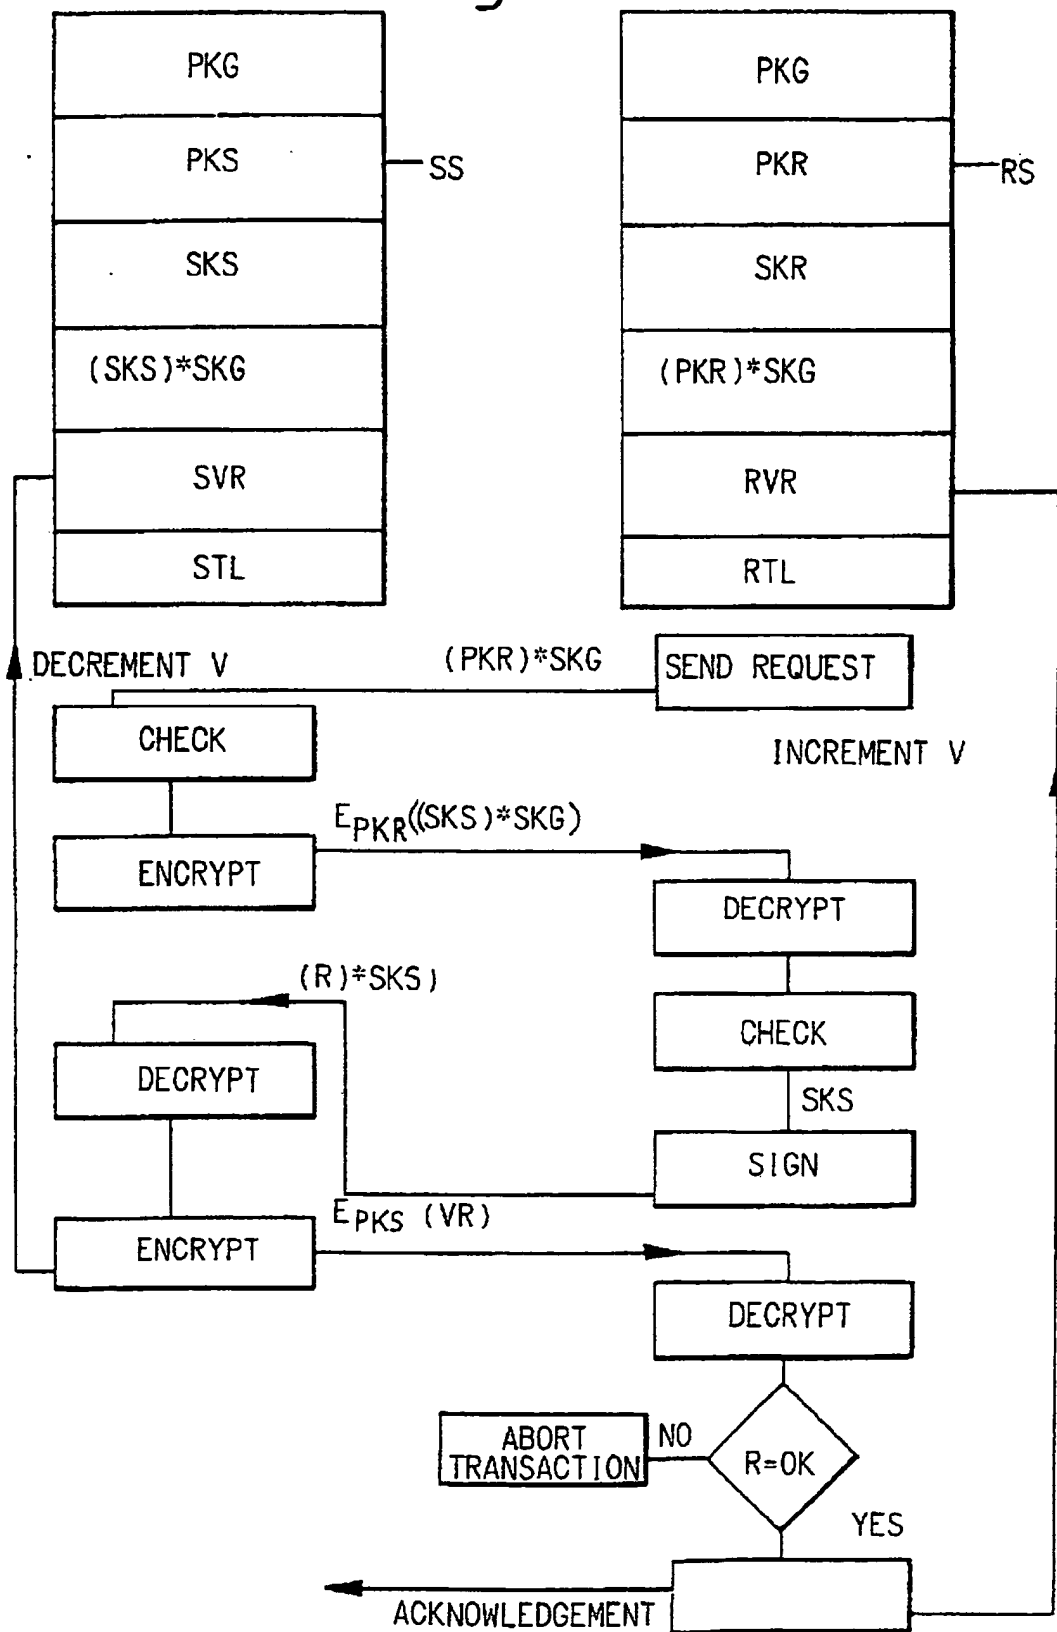 PKG
PKS
SS
SKS
(SKS)*SKG
SVR
STL
PKG
PKR
RS
SKR
(PKR)*SKG
RVR
RTL
DECREMENT V
(PKR)*SKG
SEND REQUEST
CHECK
INCREMENT V
EPKR((SKS)*SKG)
ENCRYPT
DECRYPT
(R)*SKS)
CHECK
DECRYPT
SKS
SIGN
EPKS (VR)
ENCRYPT
DECRYPT
ABORT
TRANSACTION
NO
R=OK
YES
ACKNOWLEDGEMENT